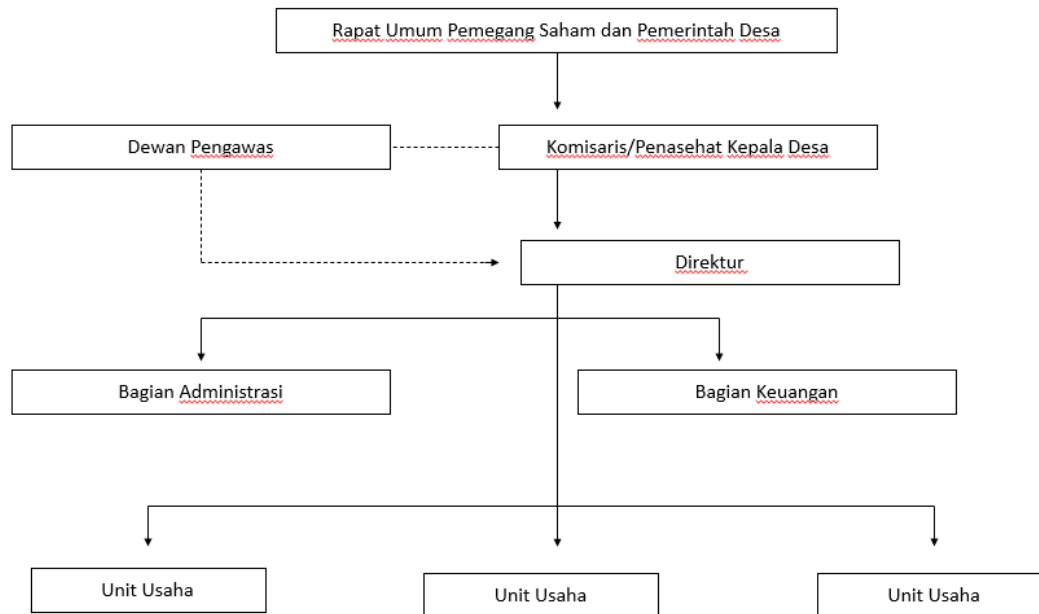 Rapat Umum Pemegang Saham dan Pemerintah Desa
Dewan Pengawas
Komisaris/Penasehat Kepala Desa
Direktur
Bagian Administrasi
Bagian Keuangan
Unit Usaha
Unit Usaha
Unit Usaha